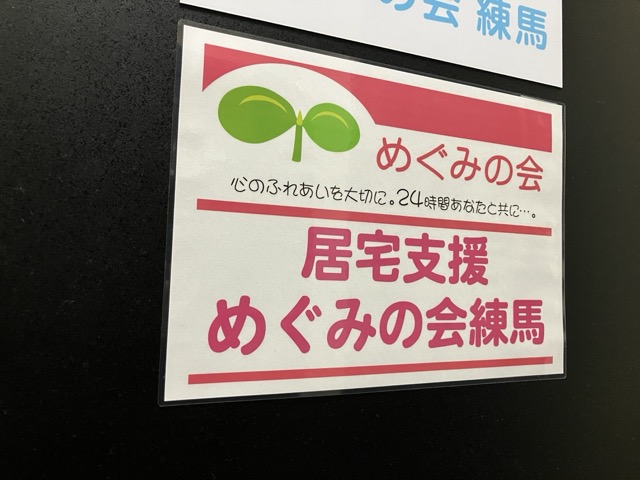 の会 練馬
めぐみの会
心のふれあいを大切に。24時間あなたと共に…。
居宅支援
めぐみの会練馬